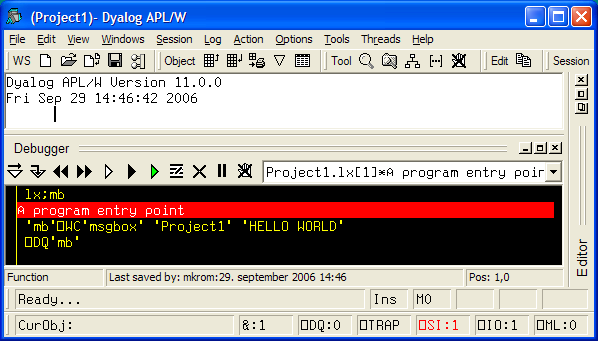 (Project1)- Dyalog APL/W
File Edit View Windows Session Log Action Options Tools Threads Help
WS Object Tool Edit Session
Dyalog APL/W Version 11.0.0
Fri Sep 29 14:46:42 2006
Debugger
Project1.lx[1]*A program entry poin
lx;mb
A program entry point
'mb'⎕WC'msgbox' 'Project1' 'HELLO WORLD'
⎕DQ'mb'
Editor
Function Last saved by: mkrom:29. september 2006 14:46 Pos: 1,0
Ready... Ins MO
CurObj: &:1 ⎕DQ:0 ⎕TRAP ⎕SI:1 ⎕IO:1 ⎕ML:0